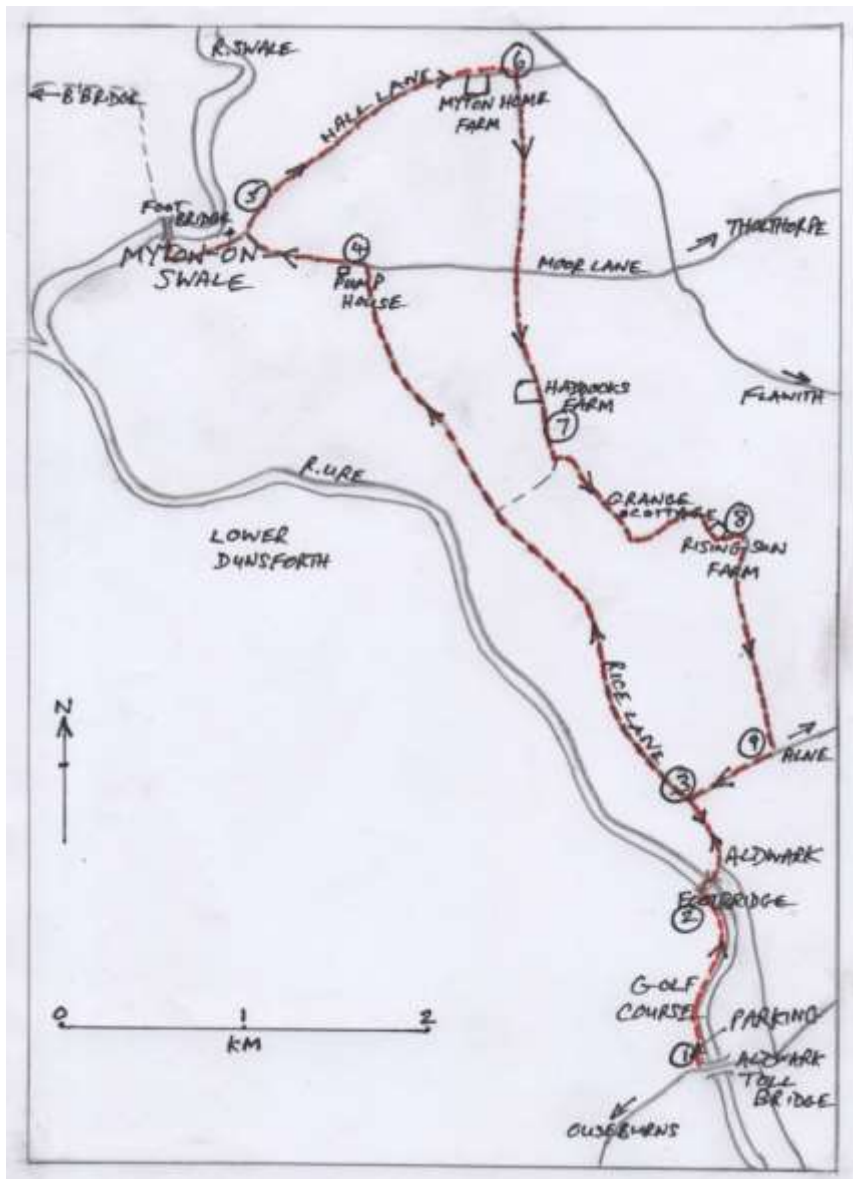 R. SWALE
B'BRIDGE
HALL LANE
6
MYTON HOME
FARM
5
FOOT
BRIDGE
MYTON-ON
SWALE
4
PUMP
HOUSE
MOOR LANE
THOLTHORPE
HADDOCKS
FARM
FLAWITH
7
R. URE
LOWER
DUNSFORTH
GRANGE
COTTAGE
8
RISING SUN
FARM
RICE LANE
N
9
ALNE
3
ALDWARK
FOOTBRIDGE
2
GOLF
COURSE
PARKING
0
1
2
KM
1
ALDWARK
TOLL
BRIDGE
OUSEBURNS